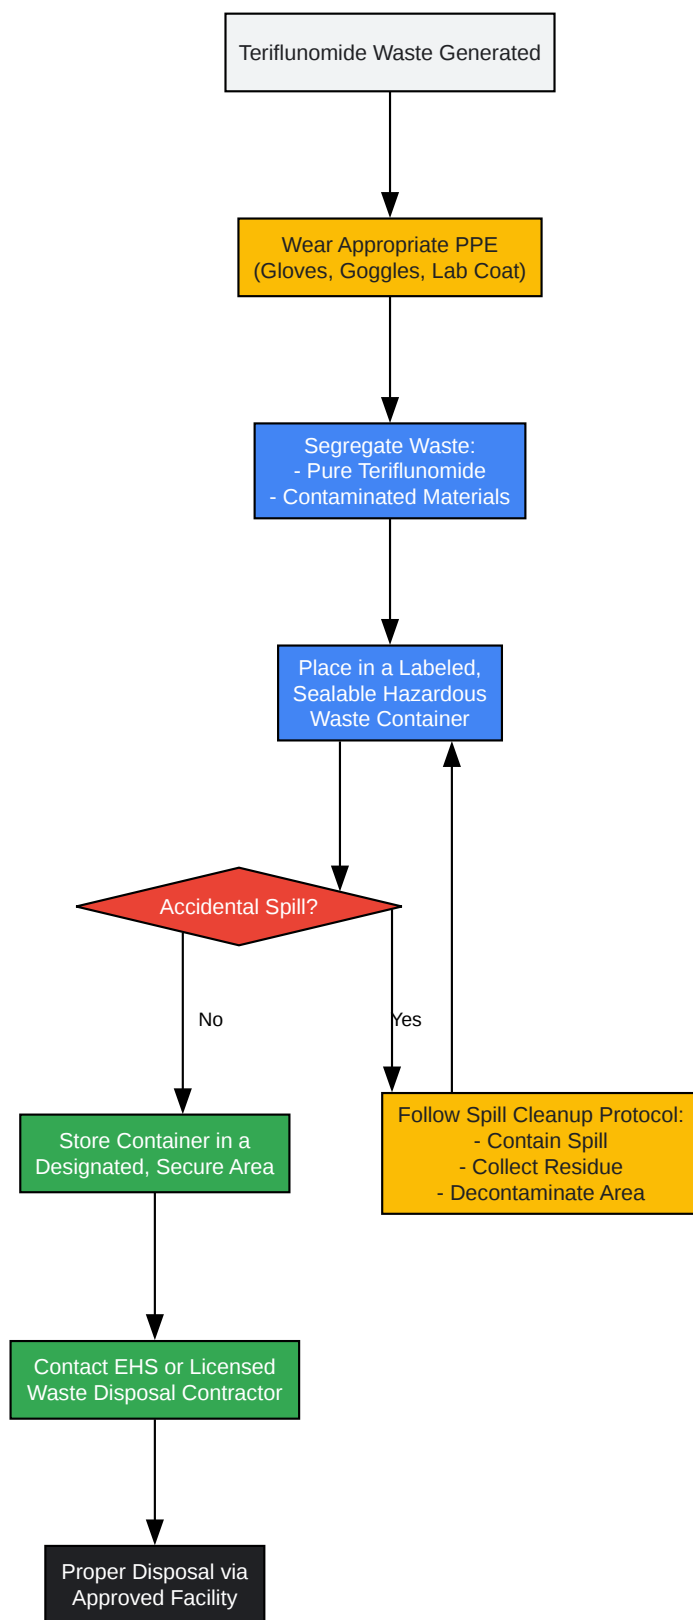 Teriflunomide Waste Generated
Wear Appropriate PPE
(Gloves, Goggles, Lab Coat)
Segregate Waste:
- Pure Teriflunomide
- Contaminated Materials
Place in a Labeled,
Sealable Hazardous
Waste Container
Accidental Spill?
No
Yes
Follow Spill Cleanup Protocol:
- Contain Spill
- Collect Residue
- Decontaminate Area
Store Container in a
Designated, Secure Area
Contact EHS or Licensed
Waste Disposal Contractor
Proper Disposal via
Approved Facility